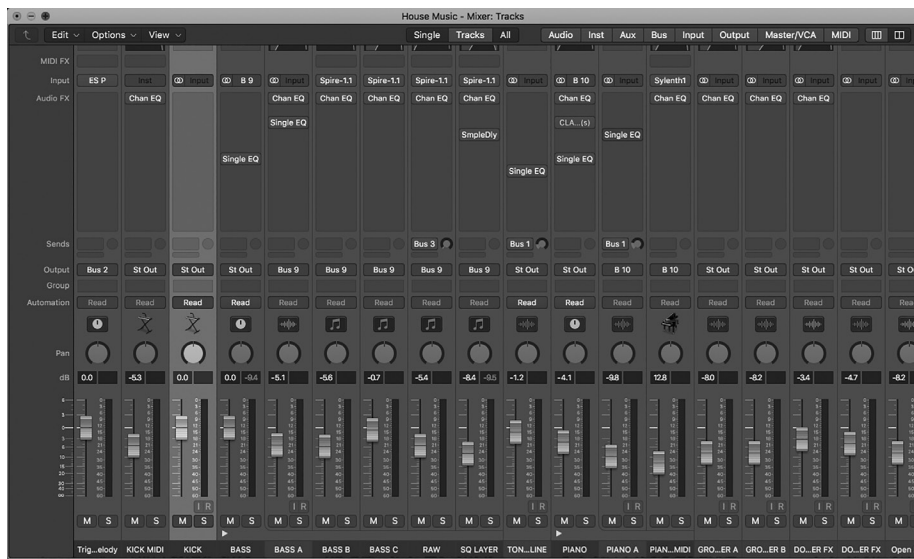 House Music - Mixer: Tracks
Edit Options View Single Tracks All Audio Inst Aux Bus Input Output Master/VCA MIDI
MIDI FX
Input ES P Inst Input B 9 Input Spire-1.1 Spire-1.1 Spire-1.1 Spire-1.1 Input B 10 Input Sylenth1 Input Input Input Input
Audio FX Chan EQ Chan EQ Chan EQ Chan EQ Chan EQ Chan EQ Chan EQ Chan EQ Chan EQ Chan EQ Chan EQ
Single EQ CLA...(s)
SmpleDly Single EQ
Single EQ Single EQ
Single EQ
Sends Bus 3 Bus 1 Bus 1
Output Bus 2 St Out St Out St Out Bus 9 Bus 9 Bus 9 Bus 9 Bus 9 St Out St Out B 10 B 10 St Out St Out St Out St Out St O
Group
Automation Read Read Read Read Read Read Read Read Read Read Read Read Read Read Read Read Read Read
Pan
dB 0.0 -5.3 0.0 0.0 -9.4 -5.1 -5.6 -0.7 -5.4 -8.4 -9.5 -1.2 -4.1 -9.8 12.8 -8.0 -8.2 -3.4 -4.7 -8.2
I R I R I R I R I R I R I R I R
M S M S M S M S M S M S M S M S M S M S M S M S M S M S M S M S M S M
Trig...elody KICK MIDI KICK BASS BASS A BASS B BASS C RAW SQ LAYER TON...LINE PIANO PIANO A PIAN...MIDI GRO...ER A GRO...ER B DO...ER FX DO...ER FX Open